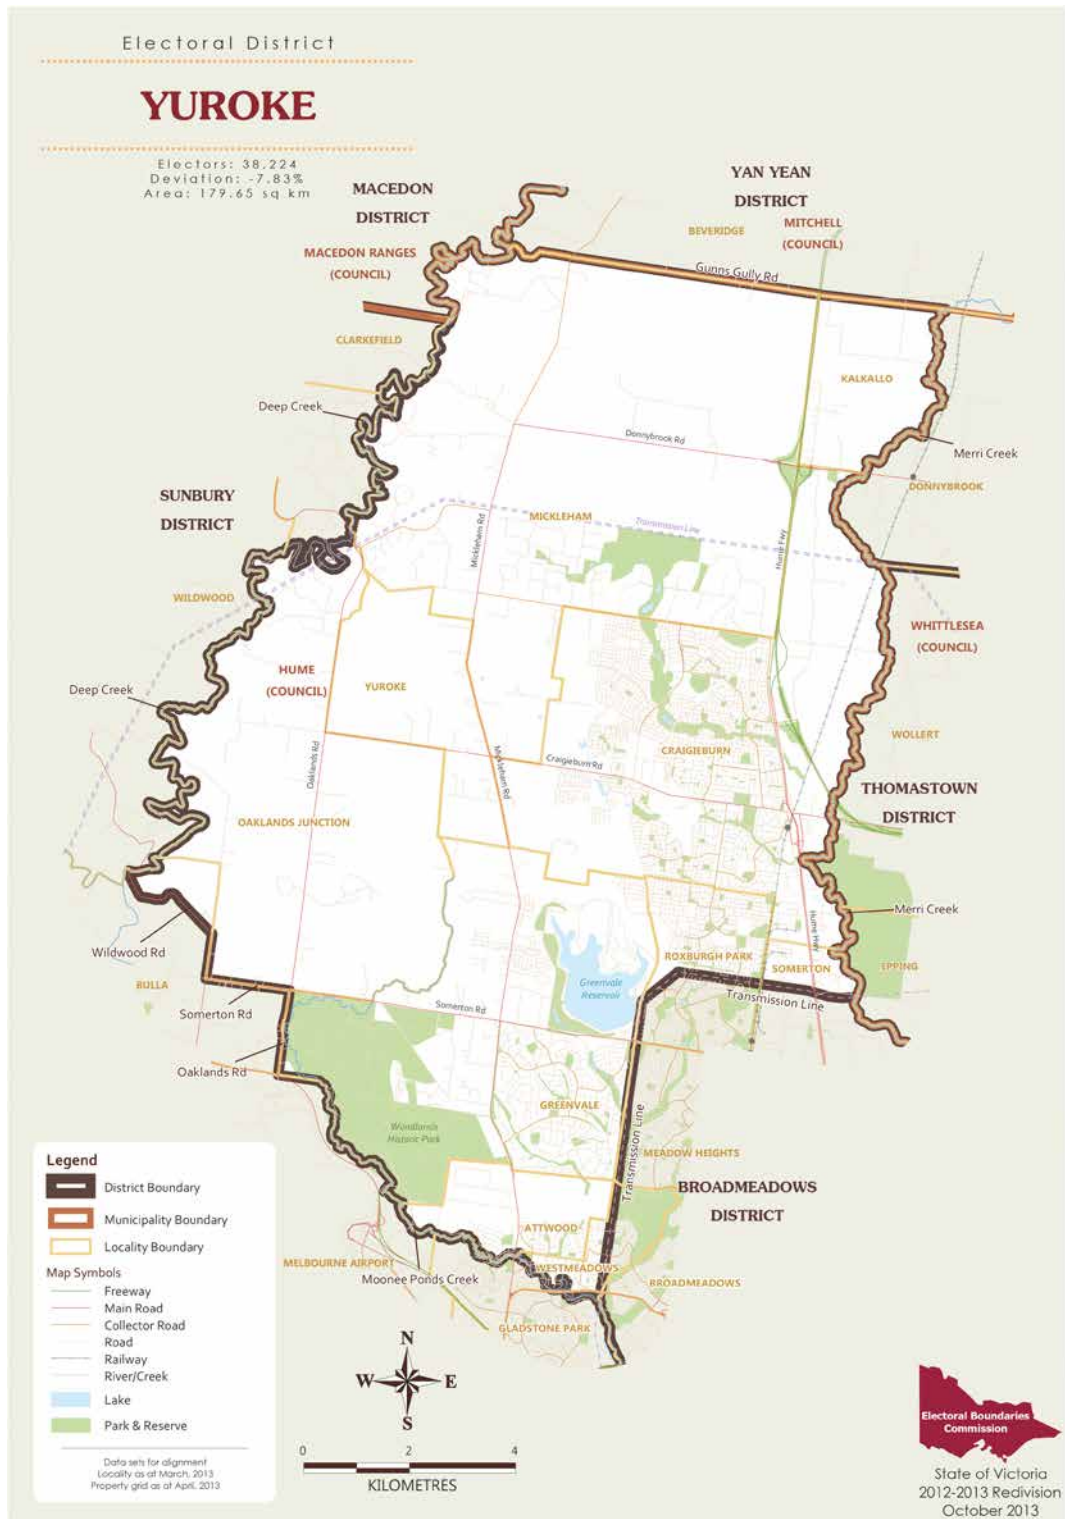 Electoral District
YUROKE
Electors: 38,224
Deviation: -7.83%
Area: 179.65 sq km
MACEDON
DISTRICT
YAN YEAN
DISTRICT
MACEDON RANGES
(COUNCIL)
BEVERIDGE
MITCHELL
(COUNCIL)
Gunns Gully Rd
CLARKEFIELD
KALKALLO
Deep Creek
Donnybrook Rd
Merri Creek
DONNYBROOK
SUNBURY
DISTRICT
MICKLEHAM
Transmission Line
Mickleham Rd
Hume Fwy
WILDWOOD
WHITTLESEA
(COUNCIL)
HUME
(COUNCIL)
YUROKE
Deep Creek
WOLLERT
CRAIGIEBURN
Oaklands Rd
Mickleham Rd
Craigieburn Rd
THOMASTOWN
DISTRICT
OAKLANDS JUNCTION
Merri Creek
Hume Hwy
Wildwood Rd
ROXBURGH PARK
SOMERTON
EPPING
BULLA
Greenvale
Reservoir
Transmission Line
Somerton Rd
Somerton Rd
Oaklands Rd
GREENVALE
Woodlands
Historic Park
Transmission Line
MEADOW HEIGHTS
BROADMEADOWS
DISTRICT
ATTWOOD
MELBOURNE AIRPORT
WESTMEADOWS
Moonee Ponds Creek
BROADMEADOWS
GLADSTONE PARK
Legend
District Boundary
Municipality Boundary
Locality Boundary
Map Symbols
Freeway
Main Road
Collector Road
Road
Railway
River/Creek
Lake
Park & Reserve
Data sets for alignment
Locality as at March, 2013
Property grid as at April, 2013
N
W E
S
0 2 4
KILOMETRES
Electoral Boundaries
Commission
State of Victoria
2012-2013 Redivision
October 2013